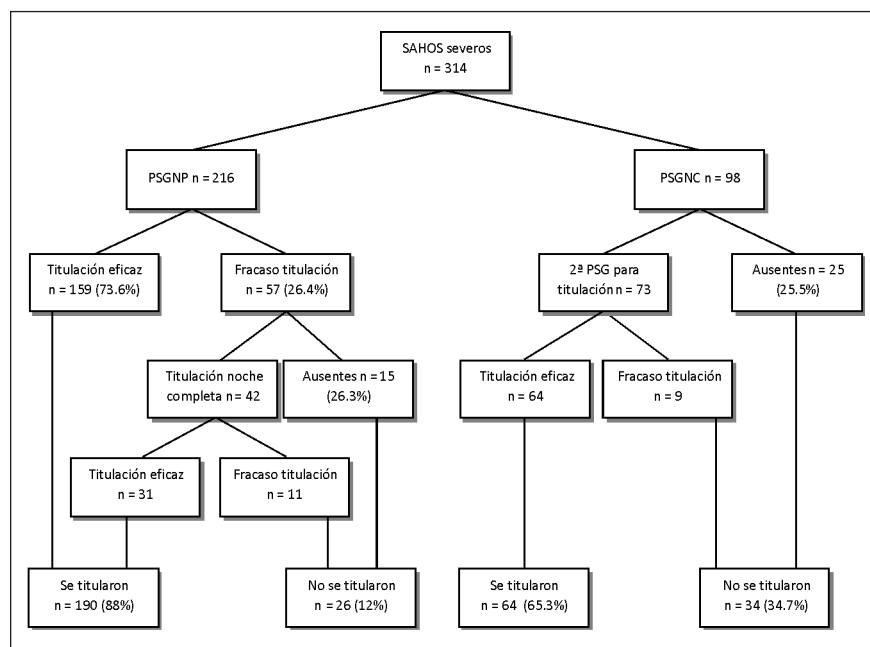 SAHOS severos
n = 314
PSGNP n = 216
PSGNC n = 98
Titulación eficaz
n = 159 (73.6%)
Fracaso titulación
n = 57 (26.4%)
2ª PSG para
titulación n = 73
Ausentes n = 25
(25.5%)
Titulación noche
completa n = 42
Ausentes n = 15
(26.3%)
Titulación eficaz
n = 64
Fracaso titulación
n = 9
Titulación eficaz
n = 31
Fracaso titulación
n = 11
Se titularon
n = 190 (88%)
No se titularon
n = 26 (12%)
Se titularon
n = 64 (65.3%)
No se titularon
n = 34 (34.7%)